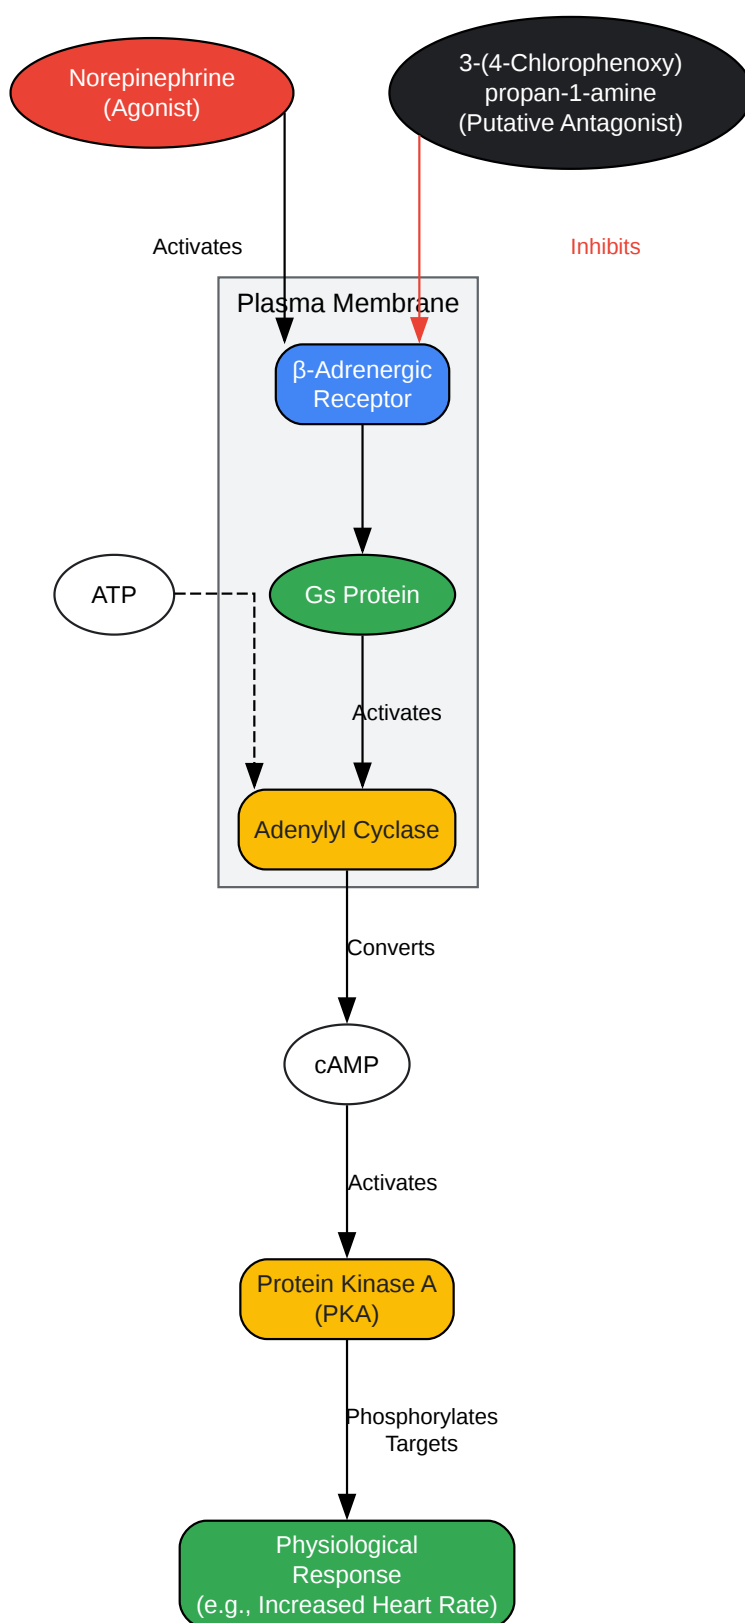 Norepinephrine
(Agonist)
3-(4-Chlorophenoxy)
propan-1-amine
(Putative Antagonist)
Activates
Inhibits
Plasma Membrane
β-Adrenergic
Receptor
ATP
Gs Protein
Activates
Adenylyl Cyclase
Converts
cAMP
Activates
Protein Kinase A
(PKA)
Phosphorylates
Targets
Physiological
Response
(e.g., Increased Heart Rate)